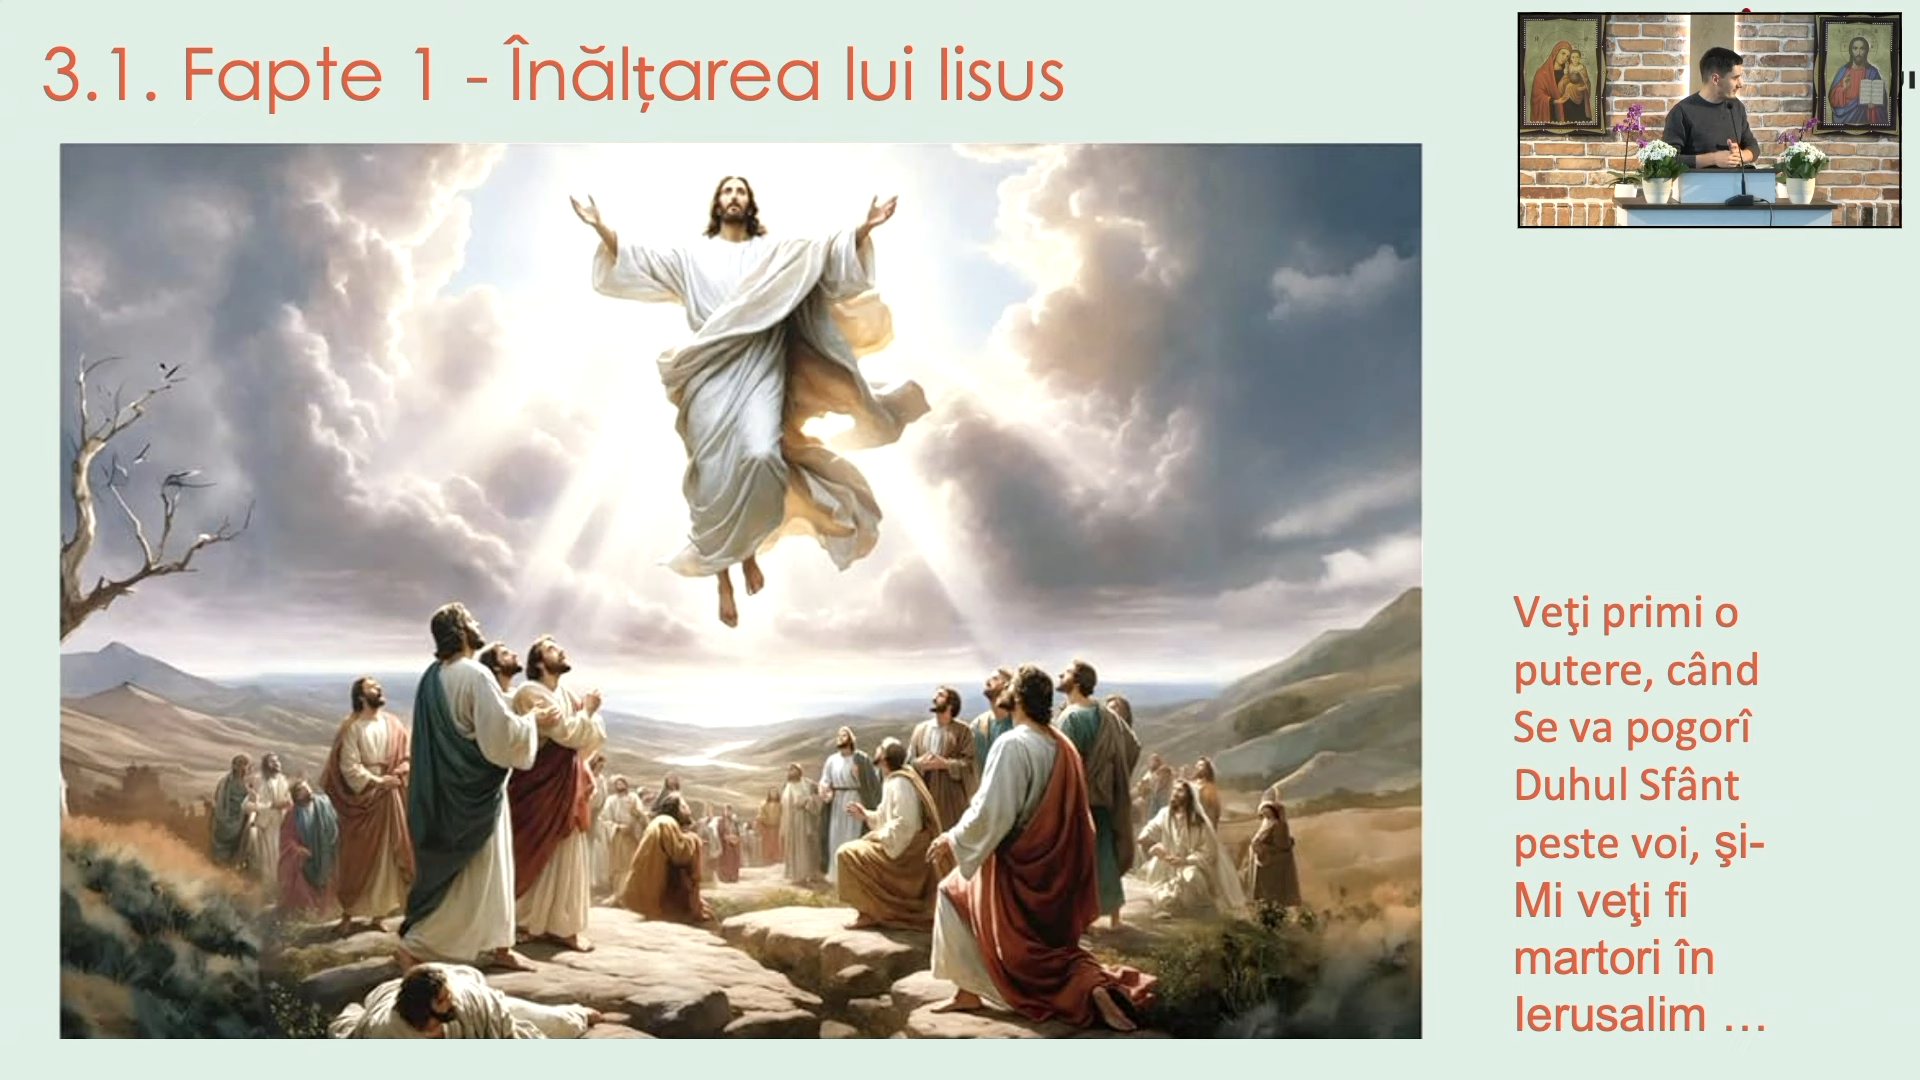 3.1. Fapte 1 - Înălțarea lui Iisus
Veţi primi o
putere, când
Se va pogorî
Duhul Sfânt
peste voi, şi-
Mi veţi fi
martori în
Ierusalim …